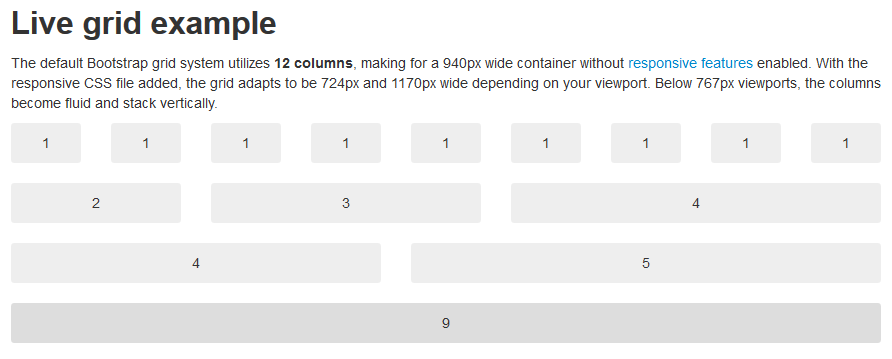 Live grid example
The default Bootstrap grid system utilizes 12 columns, making for a 940px wide container without responsive features enabled. With the
responsive CSS file added, the grid adapts to be 724px and 1170px wide depending on your viewport. Below 767px viewports, the columns
become fluid and stack vertically.
1 1 1 1 1 1 1 1 1
2 3 4
4 5
9